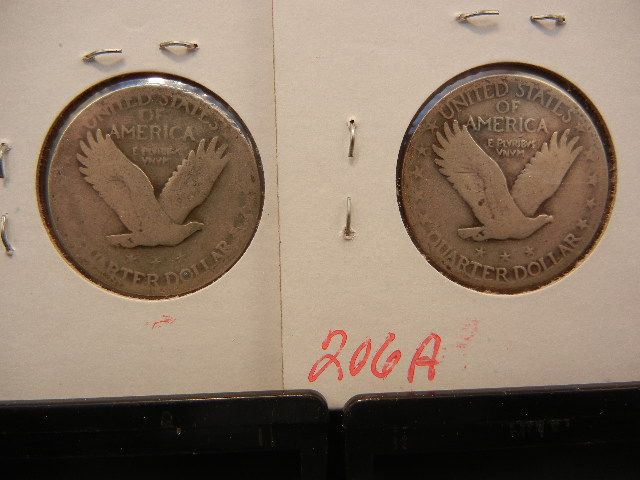 UNITED STATES
OF
AMERICA
E PLURIBUS
UNUM
QUARTER DOLLAR
UNITED STATES
OF
AMERICA
E PLURIBUS
UNUM
QUARTER DOLLAR
206A